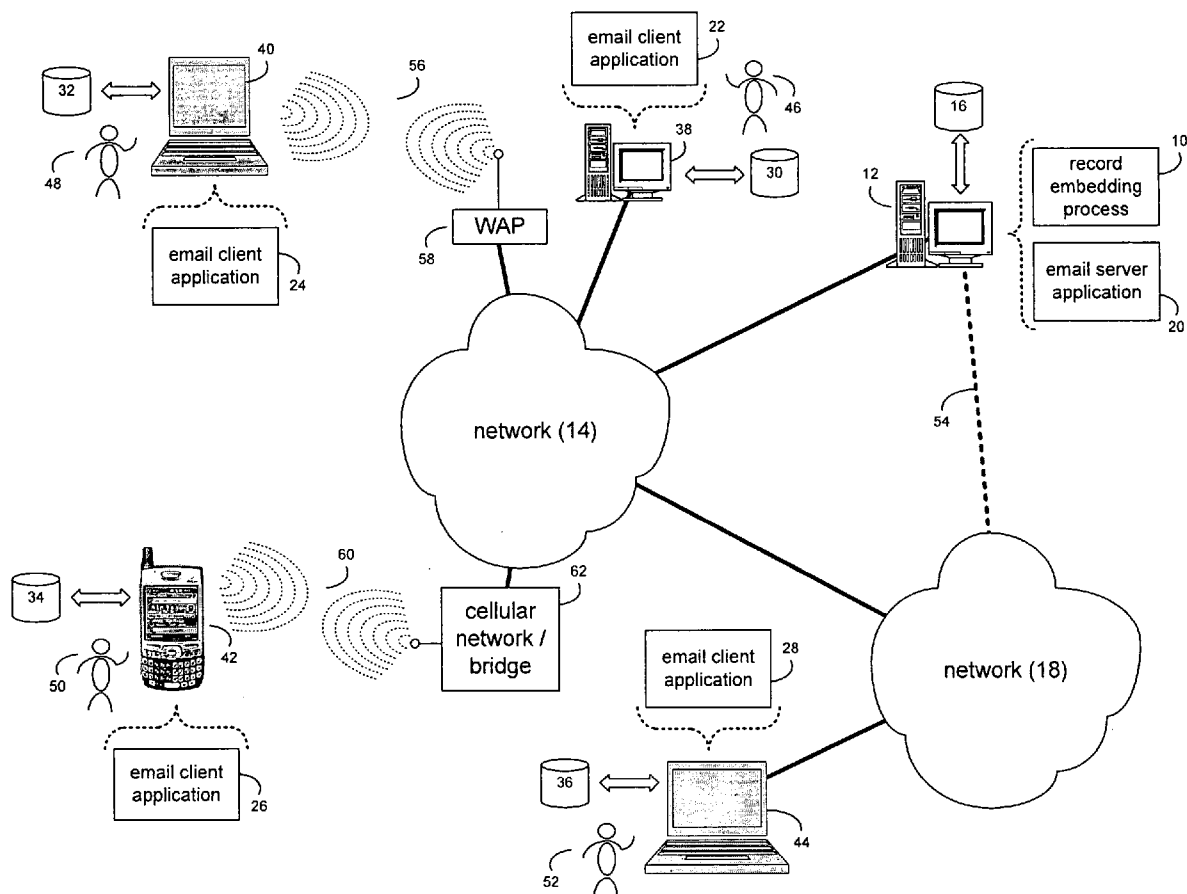 40
32
48
email client
application
24
56
WAP
58
email client
application
22
46
38
30
16
12
record
embedding
process
10
email server
application
20
54
network (14)
34
42
50
email client
application
26
60
cellular
network /
bridge
62
email client
application
28
36
44
52
network (18)